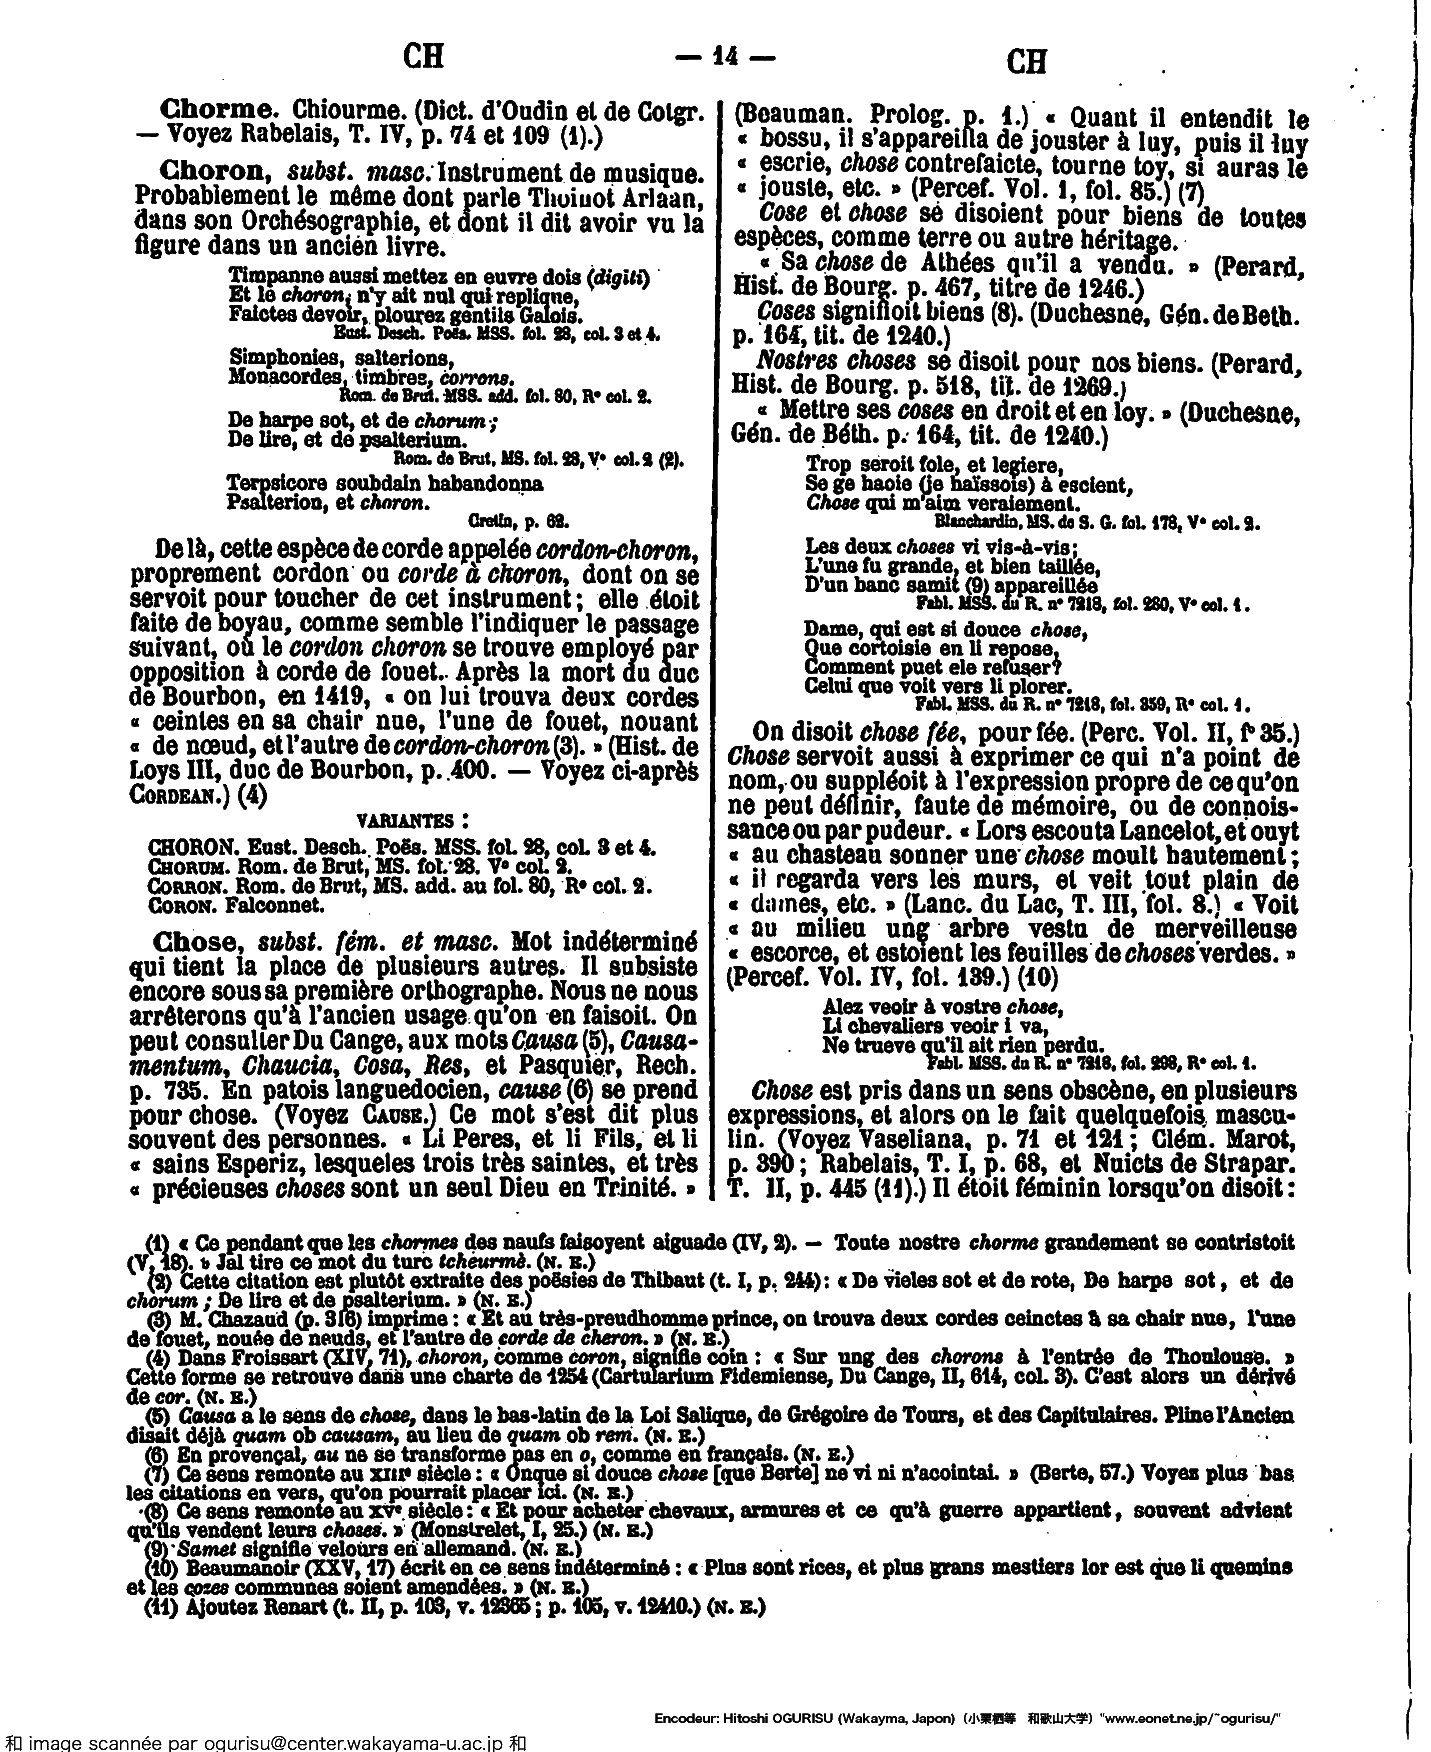 CH
— 14 —
CH
Chorme. Chiourme. (Dict. d'Oudin et de Cotgr.
— Voyez Rabelais, T. IV, p. 74 et 109 (1).)
Choron, subst. masc. Instrument de musique.
Probablement le même dont parle Thoinot Arlaan,
dans son Orchésographie, et dont il dit avoir vu la
figure dans un ancien livre.
Timpanne aussi mettez en euvre dois (digiti)
Et le choron, n'y ait nul qui replique,
Faictes devoir, plourez gentils Galois.
Eust. Desch. Poës. MSS. fol. 28, col. 3 et 4.
Simphonies, salterions,
Monacordes, timbres, corrons.
Rom. de Brut. MSS. add. fol. 80, R° col. 2.
De harpe sot, et de chorum ;
De lire, et de psalterium.
Rom. de Brut, MS. fol. 28, V° col. 2 (2).
Terpsicore soubdain habandonna
Psalterion, et choron.
Cretin, p. 62.
De là, cette espèce de corde appelée cordon-choron,
proprement cordon ou corde à choron, dont on se
servoit pour toucher de cet instrument ; elle étoit
faite de boyau, comme semble l'indiquer le passage
suivant, où le cordon choron se trouve employé par
opposition à corde de fouet. Après la mort du duc
de Bourbon, en 1419, « on lui trouva deux cordes
« ceintes en sa chair nue, l'une de fouet, nouant
« de nœud, et l'autre de cordon-choron (3). » (Hist. de
Loys III, duc de Bourbon, p. 400. — Voyez ci-après
CORDEAN.) (4)
VARIANTES :
CHORON. Eust. Desch. Poës. MSS. fol. 28, col. 3 et 4.
CHORUM. Rom. de Brut, MS. fol. 28. V° col. 2.
CORRON. Rom. de Brut, MS. add. au fol. 80, R° col. 2.
CORON. Falconnet.
Chose, subst. fém. et masc. Mot indéterminé
qui tient la place de plusieurs autres. Il subsiste
encore sous sa première orthographe. Nous ne nous
arrêterons qu'à l'ancien usage qu'on en faisoit. On
peut consulter Du Cange, aux mots Causa (5), Causa-
mentum, Chaucia, Cosa, Res, et Pasquier, Rech.
p. 735. En patois languedocien, cause (6) se prend
pour chose. (Voyez CAUSE.) Ce mot s'est dit plus
souvent des personnes. « Li Peres, et li Fils, et li
« sains Esperiz, lesqueles trois très saintes, et très
« précieuses choses sont un seul Dieu en Trinité. »
(Beauman. Prolog. p. 1.) « Quant il entendit le
« bossu, il s'appareilla de jouster à luy, puis il luy
« escrie, chose contrefaicte, tourne toy, si auras le
« jouste, etc. » (Percef. Vol. 1, fol. 85.) (7)
Cose et chose se disoient pour biens de toutes
espèces, comme terre ou autre héritage.
« Sa chose de Athées qu'il a vendu. » (Perard,
Hist. de Bourg. p. 467, titre de 1246.)
Coses signifioit biens (8). (Duchesne, Gén. de Beth.
p. 164, tit. de 1240.)
Nostres choses se disoit pour nos biens. (Perard,
Hist. de Bourg. p. 518, tit. de 1269.)
« Mettre ses coses en droit et en loy. » (Duchesne,
Gén. de Béth. p. 164, tit. de 1240.)
Trop seroit fole, et legiere,
Se ge haoie (je haïssois) à escient,
Chose qui m'aim veraiement.
Blanchardin, MS. de S. G. fol. 178, V° col. 2.
Les deux choses vi vis-à-vis ;
L'une fu grande, et bien taillée,
D'un banc samit (9) appareillée
Fabl. MSS. du R. n° 7218, fol. 280, V° col. 1.
Dame, qui est si douce chose,
Que cortoisie en li repose,
Comment puet ele refuser ?
Celui que voit vers li plorer.
Fabl. MSS. du R. n° 7218, fol. 359, R° col. 1.
On disoit chose fée, pour fée. (Perc. Vol. II, f° 35.)
Chose servoit aussi à exprimer ce qui n'a point de
nom, ou suppléoit à l'expression propre de ce qu'on
ne peut définir, faute de mémoire, ou de connois-
sance ou par pudeur. « Lors escouta Lancelot, et ouyt
« au chasteau sonner une chose moult hautement ;
« il regarda vers les murs, et veit tout plain de
« dames, etc. » (Lanc. du Lac, T. III, fol. 8.) « Voit
« au milieu ung arbre vestu de merveilleuse
« escorce, et estoient les feuilles de choses verdes. »
(Percef. Vol. IV, fol. 139.) (10)
Alez veoir à vostre chose,
Li chevaliers veoir i va,
Ne trueve qu'il ait rien perdu.
Fabl. MSS. du R. n° 7218, fol. 298, R° col. 1.
Chose est pris dans un sens obscène, en plusieurs
expressions, et alors on le fait quelquefois mascu-
lin. (Voyez Vaseliana, p. 71 et 121 ; Clém. Marot,
p. 390 ; Rabelais, T. I, p. 68, et Nuicts de Strapar.
T. II, p. 445 (11).) Il étoit féminin lorsqu'on disoit :
(1) « Ce pendant que les chormes des naufs faisoyent aiguade (IV, 2). — Toute nostre chorme grandement se contristoit
(V, 18). » Jal tire ce mot du turc tcheurmè. (N. E.)
(2) Cette citation est plutôt extraite des poësies de Thibaut (t. I, p. 244) : « De vieles sot et de rote, De harpe sot, et de
chorum ; De lire et de psalterium. » (N. E.)
(3) M. Chazaud (p. 316) imprime : « Et au très-preudhomme prince, on trouva deux cordes ceinctes à sa chair nue, l'une
de fouet, nouée de neuds, et l'autre de corde de cheron. » (N. E.)
(4) Dans Froissart (XIV, 71), choron, comme coron, signifie coin : « Sur ung des chorons à l'entrée de Thoulouse. »
Cette forme se retrouve dans une charte de 1254 (Cartularium Fidemiense, Du Cange, II, 614, col. 3). C'est alors un dérivé
de cor. (N. E.)
(5) Causa a le sens de chose, dans le bas-latin de la Loi Salique, de Grégoire de Tours, et des Capitulaires. Pline l'Ancien
disait déjà quam ob causam, au lieu de quam ob rem. (N. E.)
(6) En provençal, au ne se transforme pas en o, comme en français. (N. E.)
(7) Ce sens remonte au XIIIe siècle : « Onque si douce chose [que Berte] ne vi ni n'acointai. » (Berte, 57.) Voyez plus bas
les citations en vers, qu'on pourrait placer ici. (N. E.)
(8) Ce sens remonte au XVe siècle : « Et pour acheter chevaux, armures et ce qu'à guerre appartient, souvent advient
qu'ils vendent leurs choses. » (Monstrelet, I, 25.) (N. E.)
(9) Samet signifie velours en allemand. (N. E.)
(10) Beaumanoir (XXV, 17) écrit en ce sens indéterminé : « Plus sont rices, et plus grans mestiers lor est que li quemins
et les cozes communes soient amendées. » (N. E.)
(11) Ajoutez Renart (t. II, p. 103, v. 12365 ; p. 105, v. 12410.) (N. E.)
Encodeur: Hitoshi OGURISU (Wakayma, Japon) (小栗栖等 和歌山大学) "www.eonet.ne.jp/~ogurisu/"
和 image scannée par ogurisu@center.wakayama-u.ac.jp 和